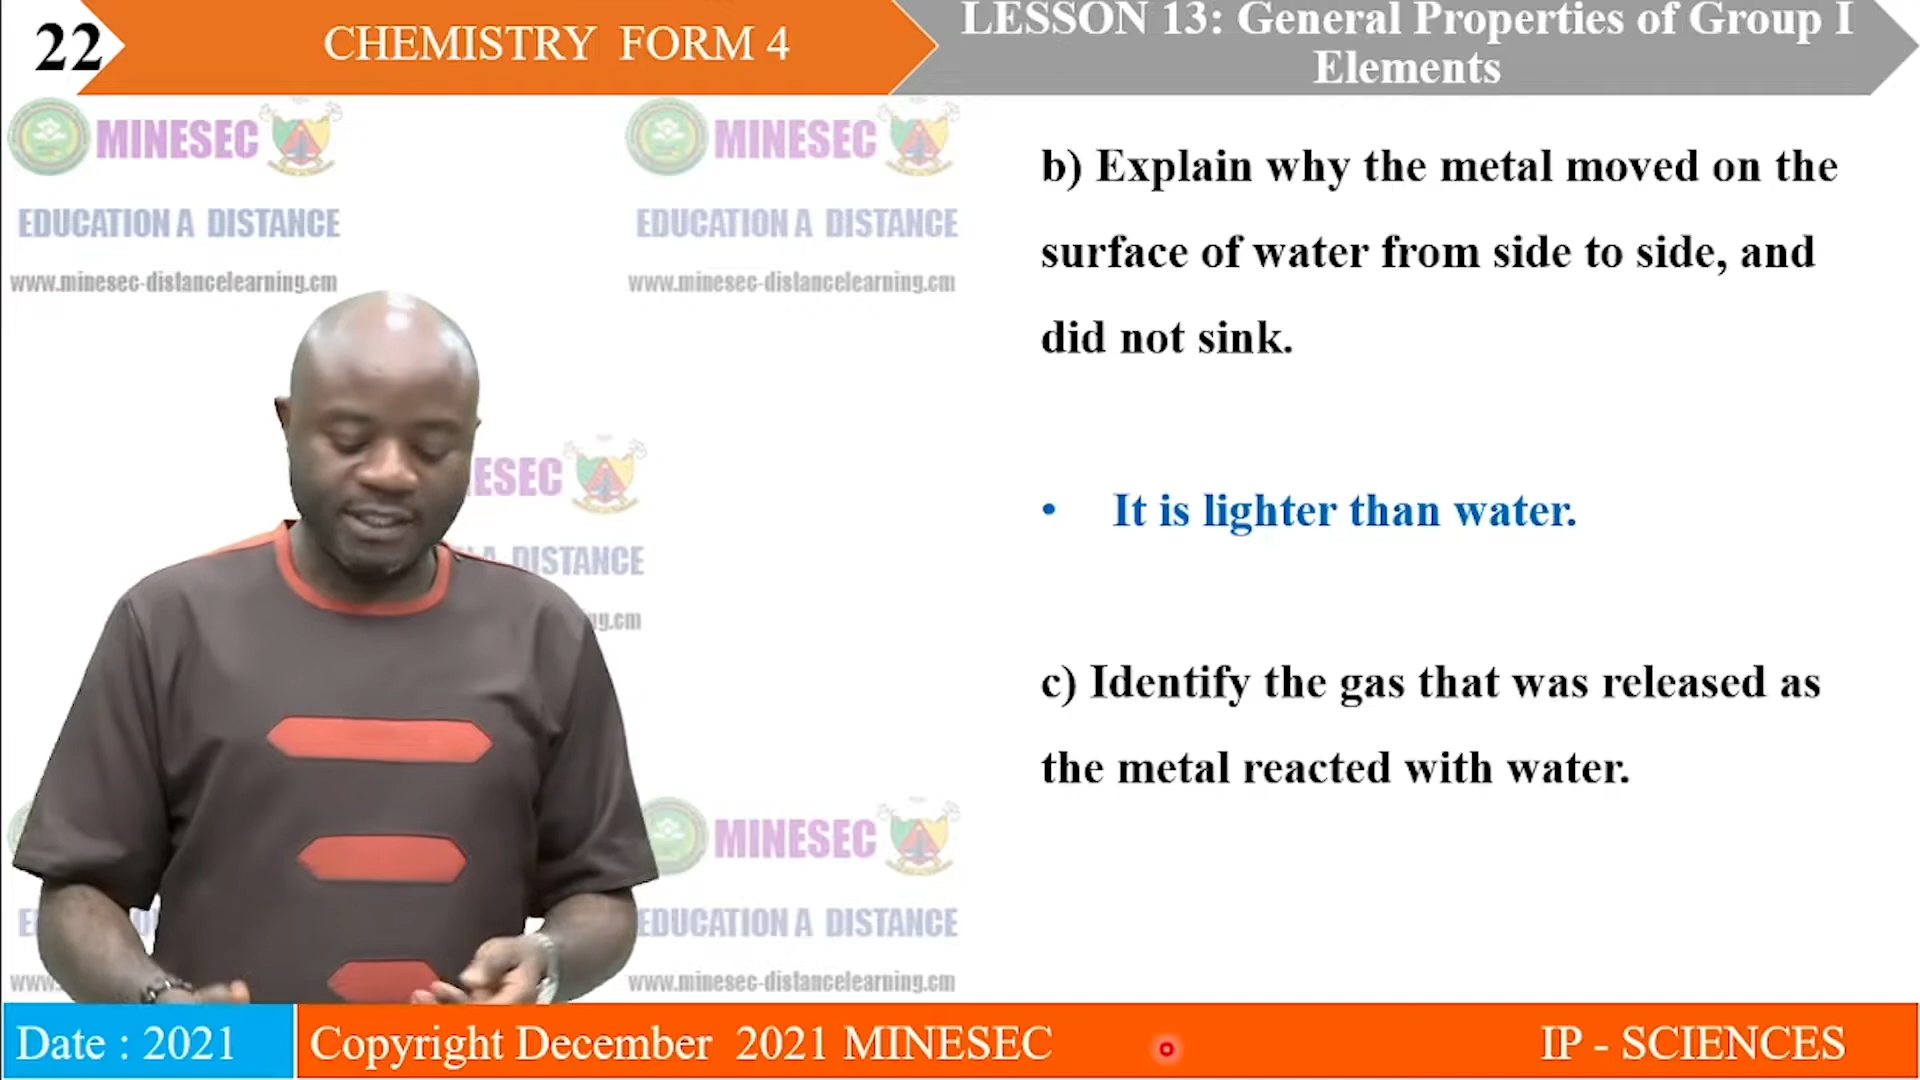 22
CHEMISTRY FORM 4
LESSON 13: General Properties of Group I
Elements
MINESEC
EDUCATION A DISTANCE
www.minesec-distancelearning.cm
MINESEC
EDUCATION A DISTANCE
www.minesec-distancelearning.cm
b) Explain why the metal moved on the
surface of water from side to side, and
did not sink.
ESEC
DISTANCE
ng.cm
• It is lighter than water.
c) Identify the gas that was released as
the metal reacted with water.
MINESEC
EDUCATION A DISTANCE
www.minesec-distancelearning.cm
www.
Date : 2021
Copyright December 2021 MINESEC
IP - SCIENCES